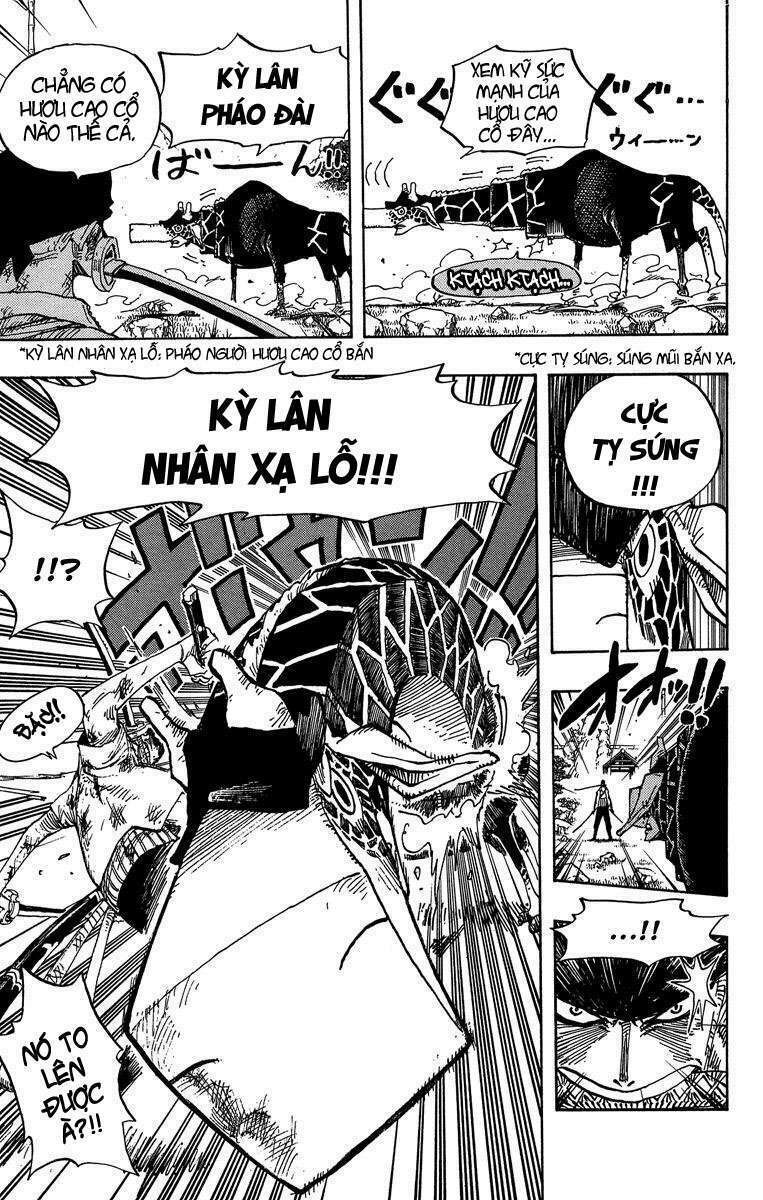 XEM KỸ SỨC
MẠNH CỦA
HƯƠU CAO
CỔ ĐÂY...
ぐぐ
ぐぐ...
ウィーーン
KỊCH KỊCH...
KỲ LÂN
PHÁO ĐÀI
CHẲNG CÓ
HƯƠU CAO CỔ
NÀO THẾ CẢ.
ばーーん!!
*CỰC TỴ SÚNG: SÚNG MŨI BẮN XA.
*KỲ LÂN NHÂN XẠ LỖ: PHÁO NGƯỜI HƯƠU CAO CỔ BẮN
CỰC
TỴ SÚNG
!!!
オオッ!!
...!!
KỲ LÂN
NHÂN XẠ LỖ!!!
!!?
BẶC!!
NÓ TO
LÊN
ĐƯỢC
À?!!